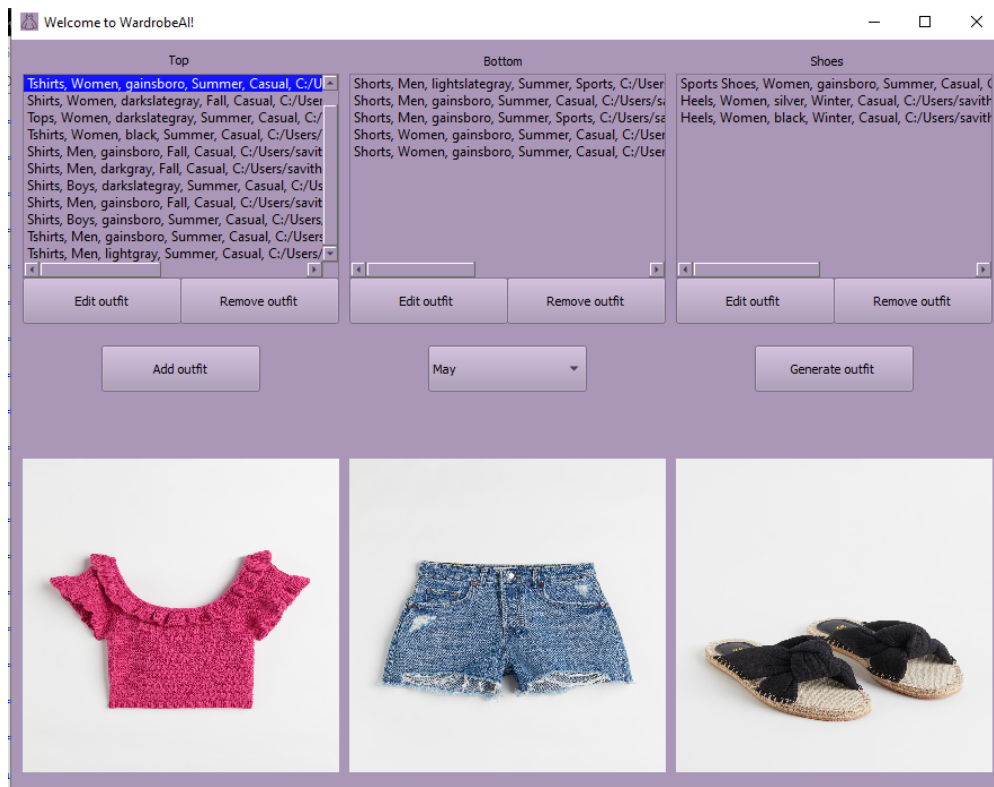 Welcome to WardrobeAI!
Top
Bottom
Shoes
Tshirts, Women, gainsboro, Summer, Casual, C:/U
Shirts, Women, darkslategray, Fall, Casual, C:/User
Tops, Women, darkslategray, Summer, Casual, C:/
Tshirts, Women, black, Summer, Casual, C:/Users/
Shirts, Men, gainsboro, Fall, Casual, C:/Users/savit
Shirts, Men, darkgray, Fall, Casual, C:/Users/savith
Shirts, Boys, darkslategray, Summer, Casual, C:/Us
Shirts, Men, gainsboro, Fall, Casual, C:/Users/savit
Shirts, Boys, gainsboro, Summer, Casual, C:/Users,
Tshirts, Men, gainsboro, Summer, Casual, C:/Users
Tshirts, Men, lightgray, Summer, Casual, C:/Users/
Shorts, Men, lightslategray, Summer, Sports, C:/User
Shorts, Men, gainsboro, Summer, Casual, C:/Users/sa
Shorts, Men, gainsboro, Summer, Sports, C:/Users/sa
Shorts, Women, gainsboro, Summer, Casual, C:/User
Shorts, Women, gainsboro, Summer, Casual, C:/User
Sports Shoes, Women, gainsboro, Summer, Casual, C
Heels, Women, silver, Winter, Casual, C:/Users/savith
Heels, Women, black, Winter, Casual, C:/Users/savith
Edit outfit
Remove outfit
Edit outfit
Remove outfit
Edit outfit
Remove outfit
Add outfit
May
Generate outfit